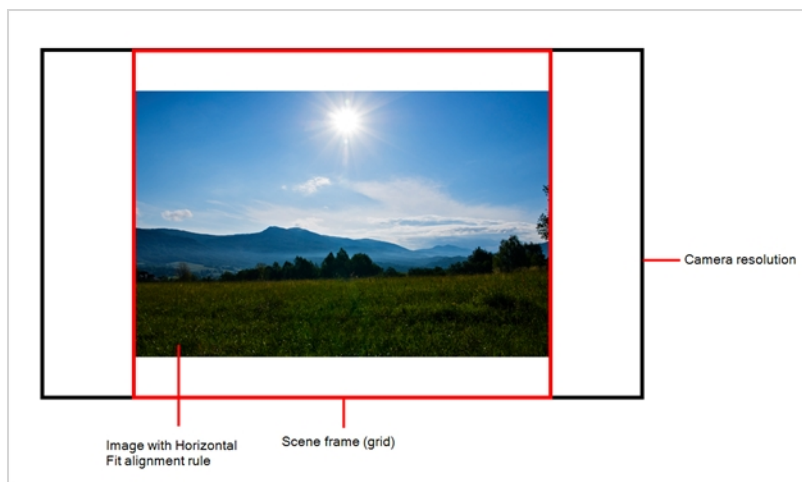 Camera resolution
Scene frame (grid)
Image with Horizontal
Fit alignment rule